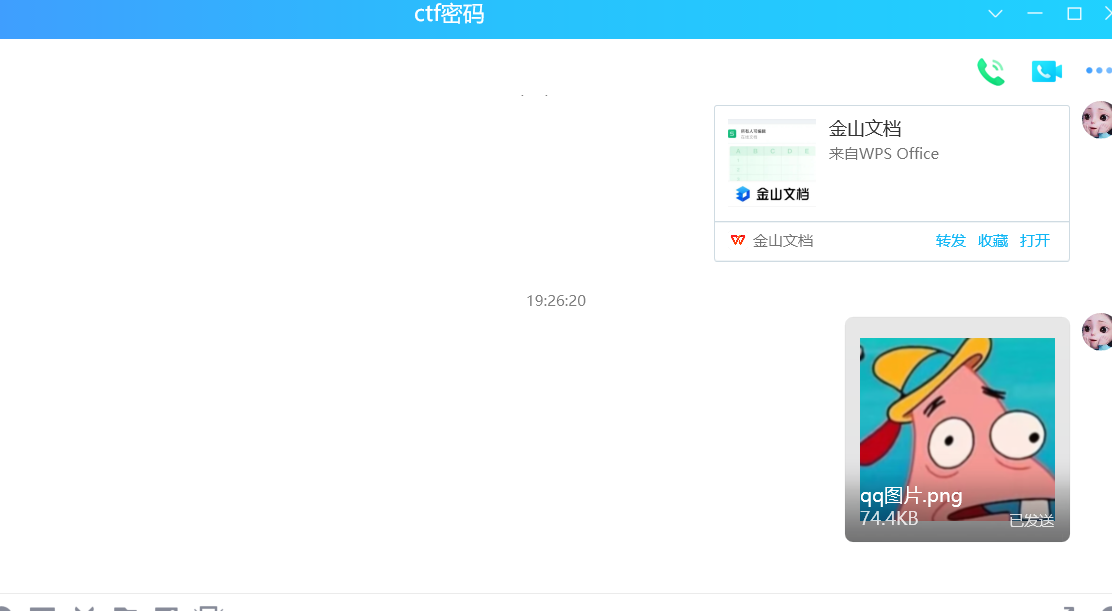 ctf密码
金山文档
来自WPS Office
A B C D E
金山文档
金山文档
转发 收藏 打开
19:26:20
qq图片.png
74.4KB
已发送